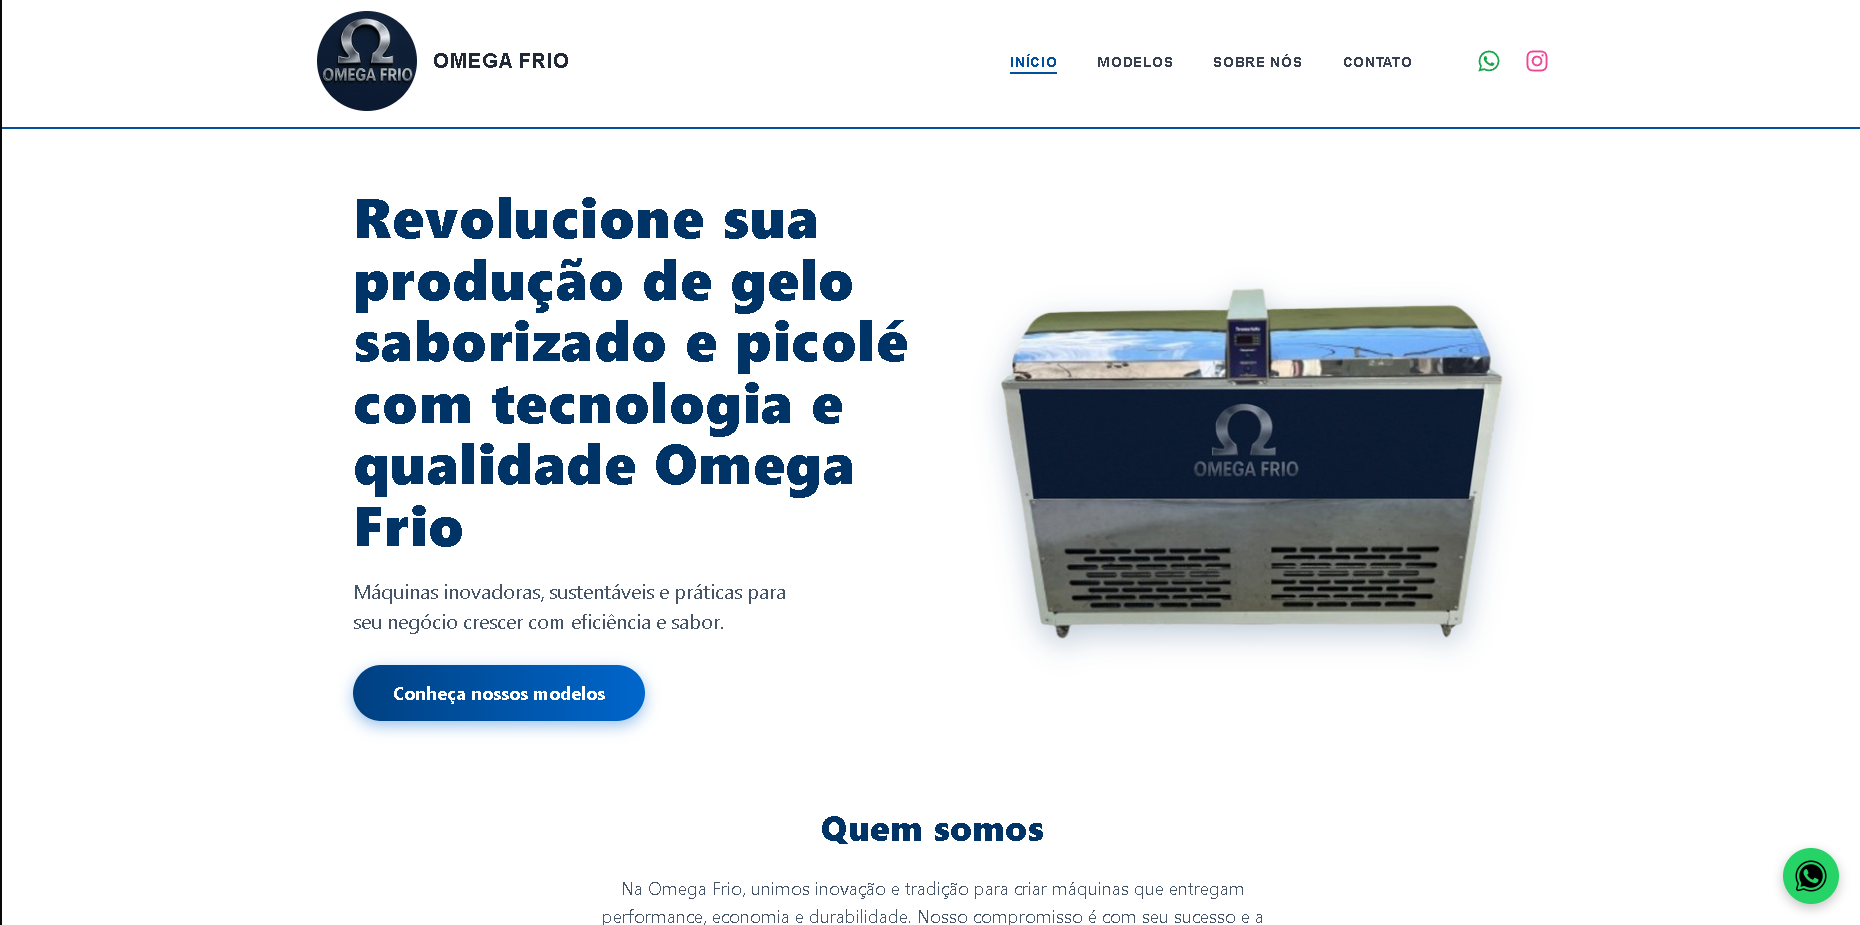 OMEGA FRIO
OMEGA FRIO
INÍCIO
MODELOS
SOBRE NÓS
CONTATO
Revolucione sua
produção de gelo
saborizado e picolé
com tecnologia e
qualidade Omega
Frio
Máquinas inovadoras, sustentáveis e práticas para
seu negócio crescer com eficiência e sabor.
Conheça nossos modelos
OMEGA FRIO
Quem somos
Na Omega Frio, unimos inovação e tradição para criar máquinas que entregam
performance, economia e durabilidade. Nosso compromisso é com seu sucesso e a